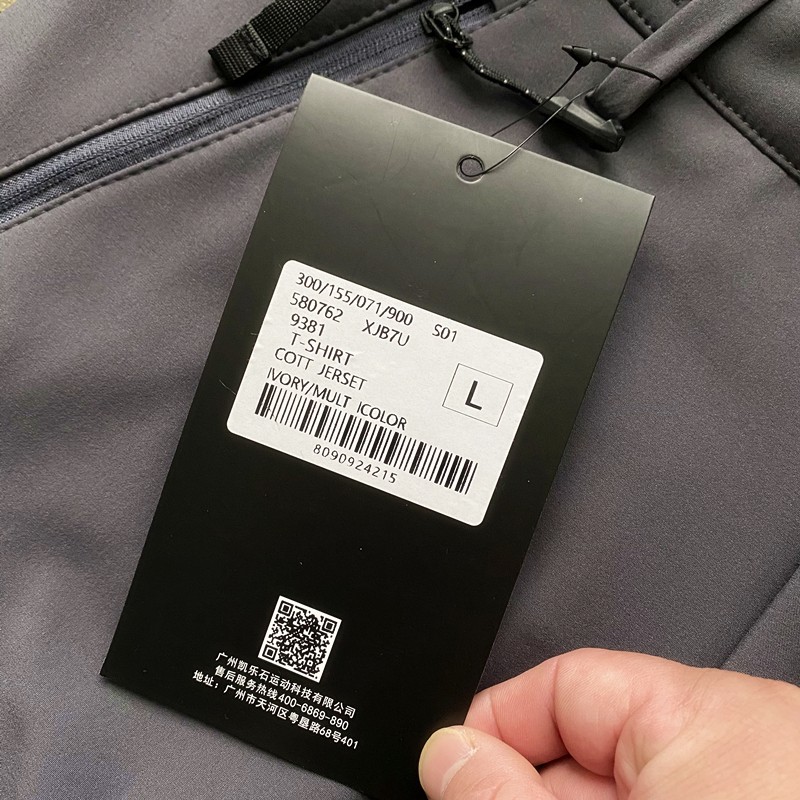 300/155/071/900 S01
580762 XJB7U
9381
T-SHIRT
COTT JERSET
IVORY/MULT ICOLOR
L
8090924215
广州凯乐石运动科技有限公司
售后服务热线400-6869-890
地址：广州市天河区粤垦路68号401